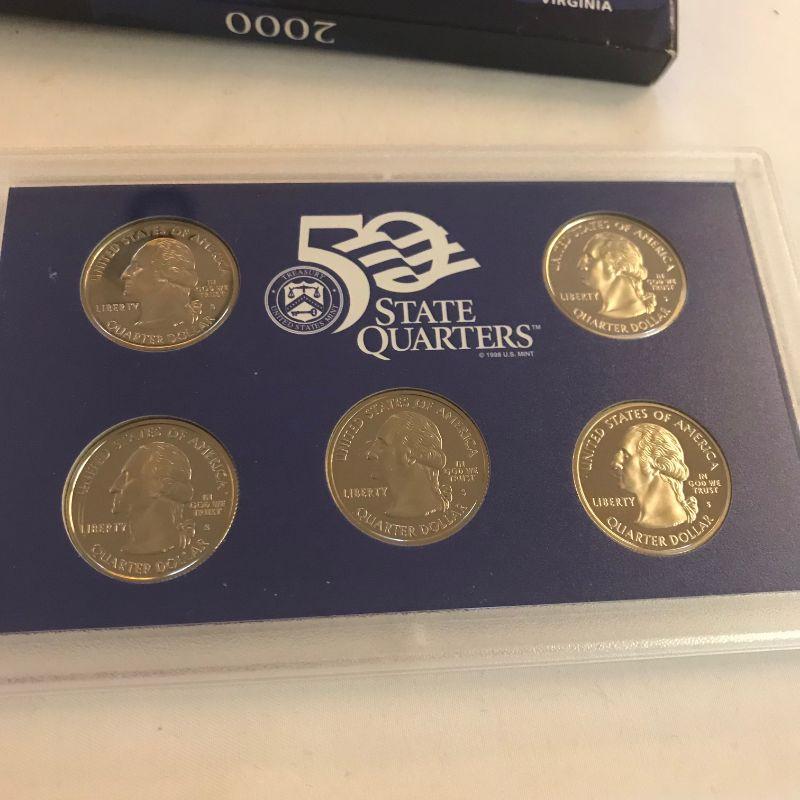 VIRGINIA
2000
50
STATE
QUARTERS™
© 1998 U.S. MINT
TREASURY
UNITED STATES MINT
UNITED STATES OF AMERICA
LIBERTY
IN
GOD WE
TRUST
S
QUARTER DOLLAR
UNITED STATES OF AMERICA
LIBERTY
IN
GOD WE
TRUST
S
QUARTER DOLLAR
UNITED STATES OF AMERICA
LIBERTY
IN
GOD WE
TRUST
S
QUARTER DOLLAR
UNITED STATES OF AMERICA
LIBERTY
IN
GOD WE
TRUST
S
QUARTER DOLLAR
UNITED STATES OF AMERICA
LIBERTY
IN
GOD WE
TRUST
S
QUARTER DOLLAR